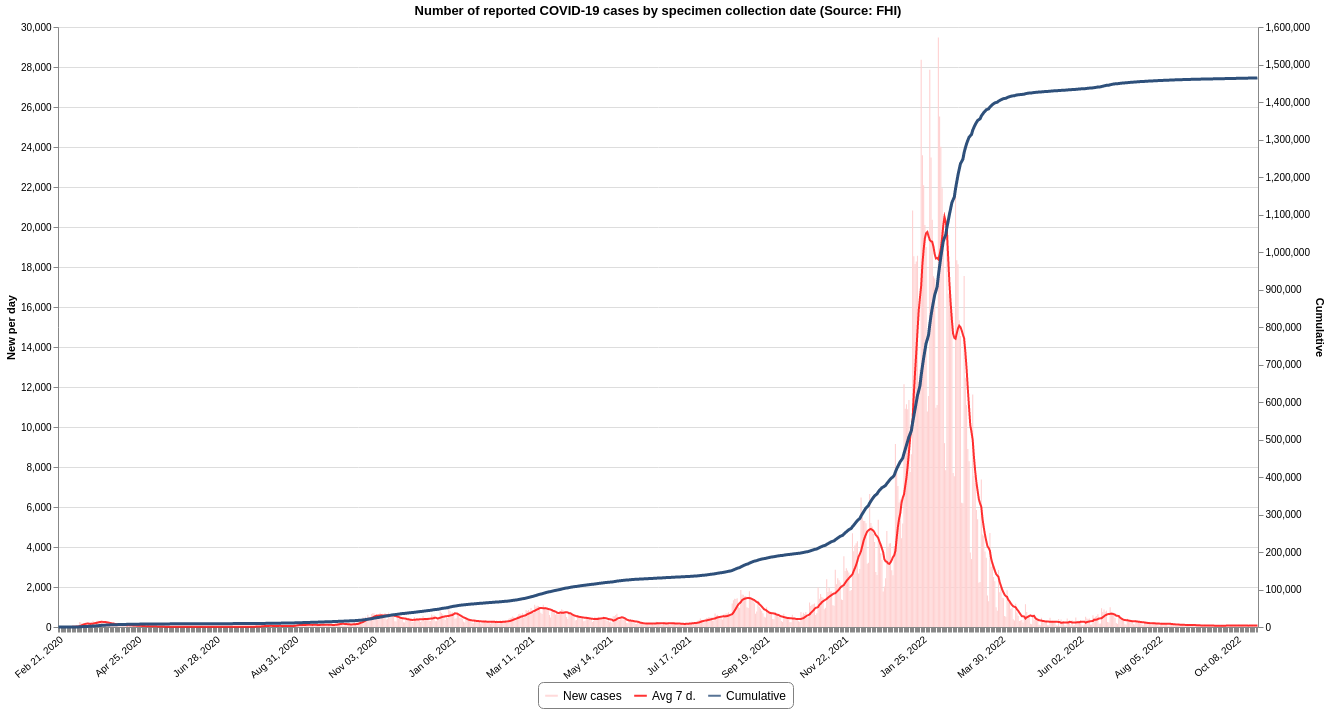 Number of reported COVID-19 cases by specimen collection date (Source: FHI)
30,000
28,000
26,000
24,000
22,000
20,000
18,000
16,000
14,000
12,000
10,000
8,000
6,000
4,000
2,000
0
New per day
1,600,000
1,500,000
1,400,000
1,300,000
1,200,000
1,100,000
1,000,000
900,000
800,000
700,000
600,000
500,000
400,000
300,000
200,000
100,000
0
Cumulative
Feb 21, 2020
Apr 25, 2020
Jun 28, 2020
Aug 31, 2020
Nov 03, 2020
Jan 06, 2021
Mar 11, 2021
May 14, 2021
Jul 17, 2021
Sep 19, 2021
Nov 22, 2021
Jan 25, 2022
Mar 30, 2022
Jun 02, 2022
Aug 05, 2022
Oct 08, 2022
New cases Avg 7 d. Cumulative